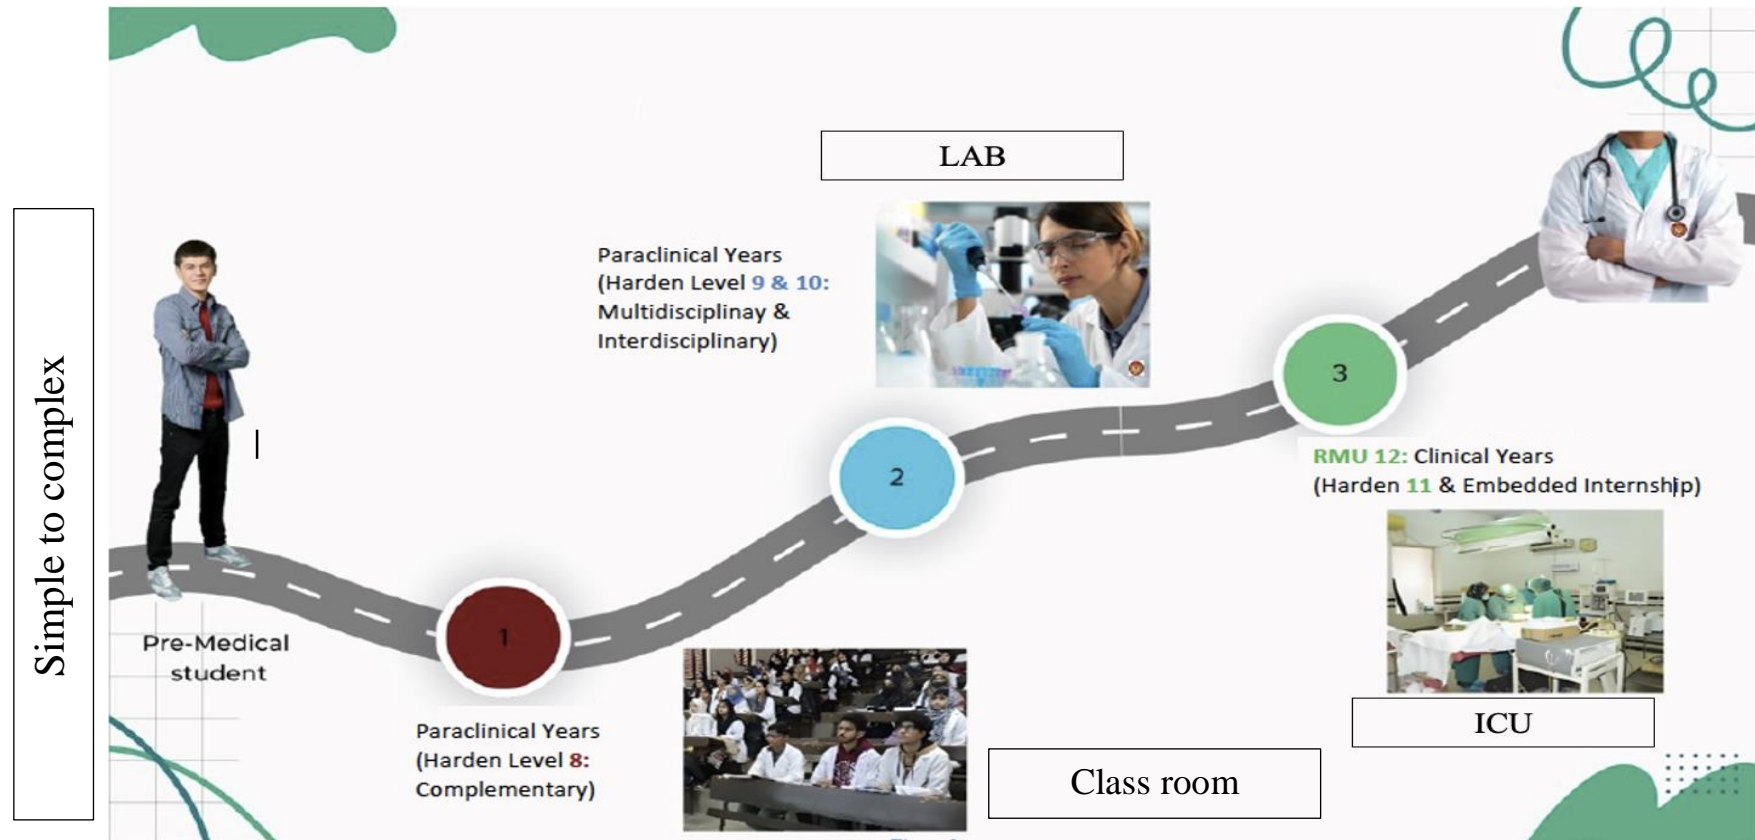 Simple to complex
Pre-Medical
student
1
Paraclinical Years
(Harden Level 8:
Complementary)
Class room
Paraclinical Years
(Harden Level 9 & 10:
Multidisciplinay &
Interdisciplinary)
LAB
2
3
RMU 12: Clinical Years
(Harden 11 & Embedded Internship)
ICU